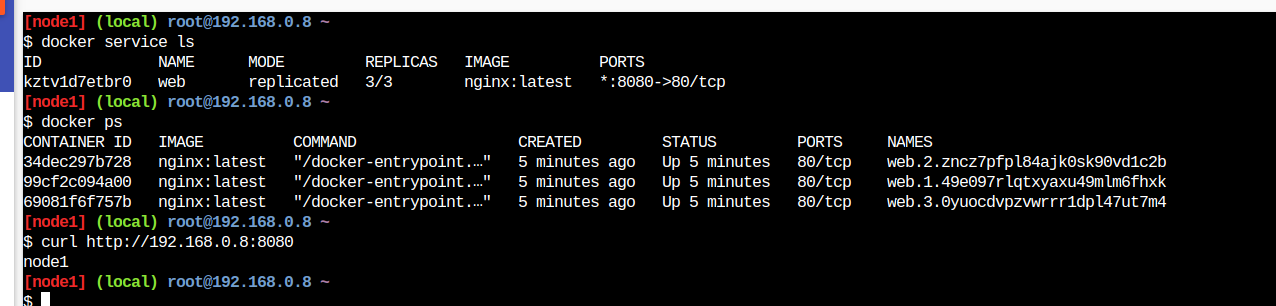 [node1] (local) root@192.168.0.8 ~
$ docker service ls
ID             NAME      MODE         REPLICAS   IMAGE          PORTS
kztv1d7etbr0   web       replicated   3/3        nginx:latest   *:8080->80/tcp
[node1] (local) root@192.168.0.8 ~
$ docker ps
CONTAINER ID   IMAGE          COMMAND                  CREATED         STATUS         PORTS     NAMES
34dec297b728   nginx:latest   "/docker-entrypoint.…"   5 minutes ago   Up 5 minutes   80/tcp    web.2.zncz7pfpl84ajk0sk90vd1c2b
99cf2c094a00   nginx:latest   "/docker-entrypoint.…"   5 minutes ago   Up 5 minutes   80/tcp    web.1.49e097rlqtxyaxu49mlm6fhxk
69081f6f757b   nginx:latest   "/docker-entrypoint.…"   5 minutes ago   Up 5 minutes   80/tcp    web.3.0yuocdvpzvwrrr1dpl47ut7m4
[node1] (local) root@192.168.0.8 ~
$ curl http://192.168.0.8:8080
node1
[node1] (local) root@192.168.0.8 ~
$